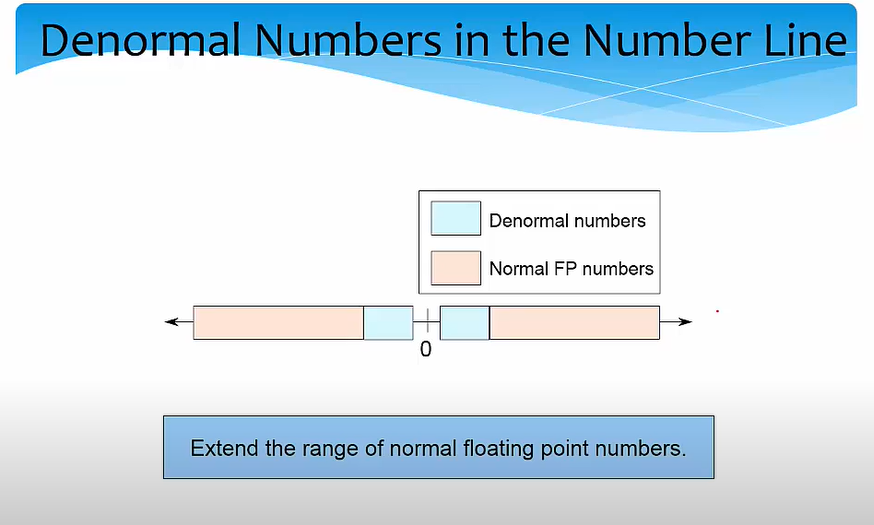 Denormal Numbers in the Number Line
Denormal numbers
Normal FP numbers
0
Extend the range of normal floating point numbers.